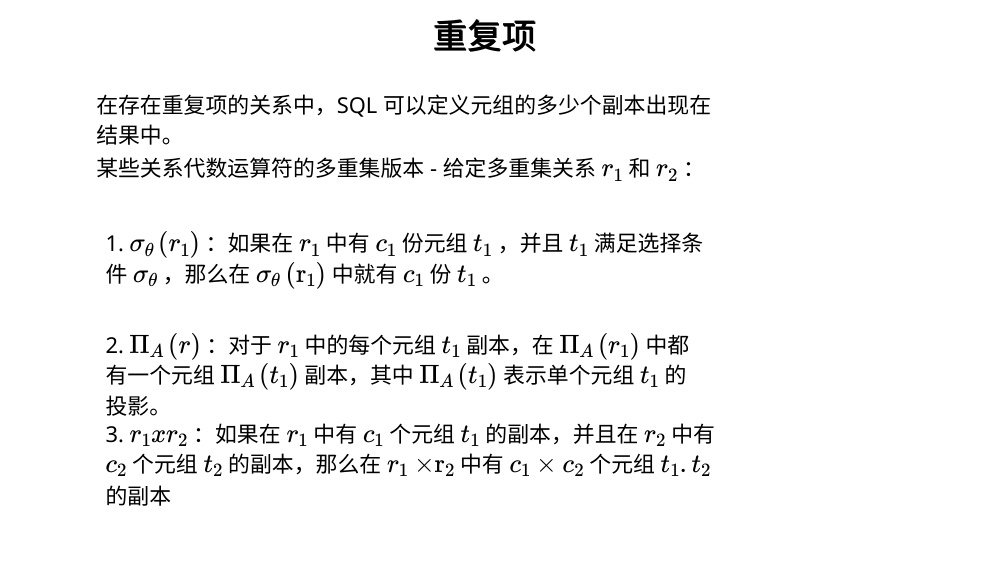 重复项
在存在重复项的关系中，SQL 可以定义元组的多少个副本出现在
结果中。
某些关系代数运算符的多重集版本 - 给定多重集关系 $r_1$ 和 $r_2$：
1. $\sigma_\theta(r_1)$： 如果在 $r_1$ 中有 $c_1$ 份元组 $t_1$ ，并且 $t_1$ 满足选择条
件 $\sigma_\theta$ ，那么在 $\sigma_\theta(\mathrm{r}_1)$ 中就有 $c_1$ 份 $t_1$ 。
2. $\Pi_A(r)$： 对于 $r_1$ 中的每个元组 $t_1$ 副本，在 $\Pi_A(r_1)$ 中都
有一个元组 $\Pi_A(t_1)$ 副本，其中 $\Pi_A(t_1)$ 表示单个元组 $t_1$ 的
投影。
3. $r_1 x r_2$： 如果在 $r_1$ 中有 $c_1$ 个元组 $t_1$ 的副本，并且在 $r_2$ 中有
$c_2$ 个元组 $t_2$ 的副本，那么在 $r_1 \times \mathrm{r}_2$ 中有 $c_1 \times c_2$ 个元组 $t_1.t_2$
的副本